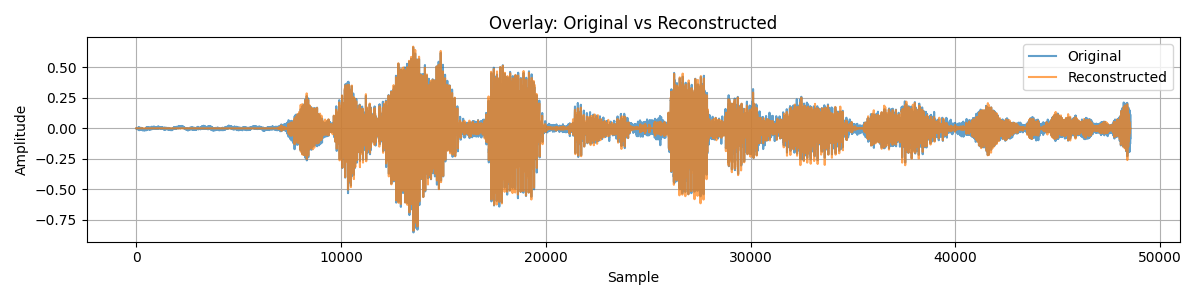 Overlay: Original vs Reconstructed
Original
Reconstructed
Amplitude
0.50
0.25
0.00
−0.25
−0.50
−0.75
0 10000 20000 30000 40000 50000
Sample